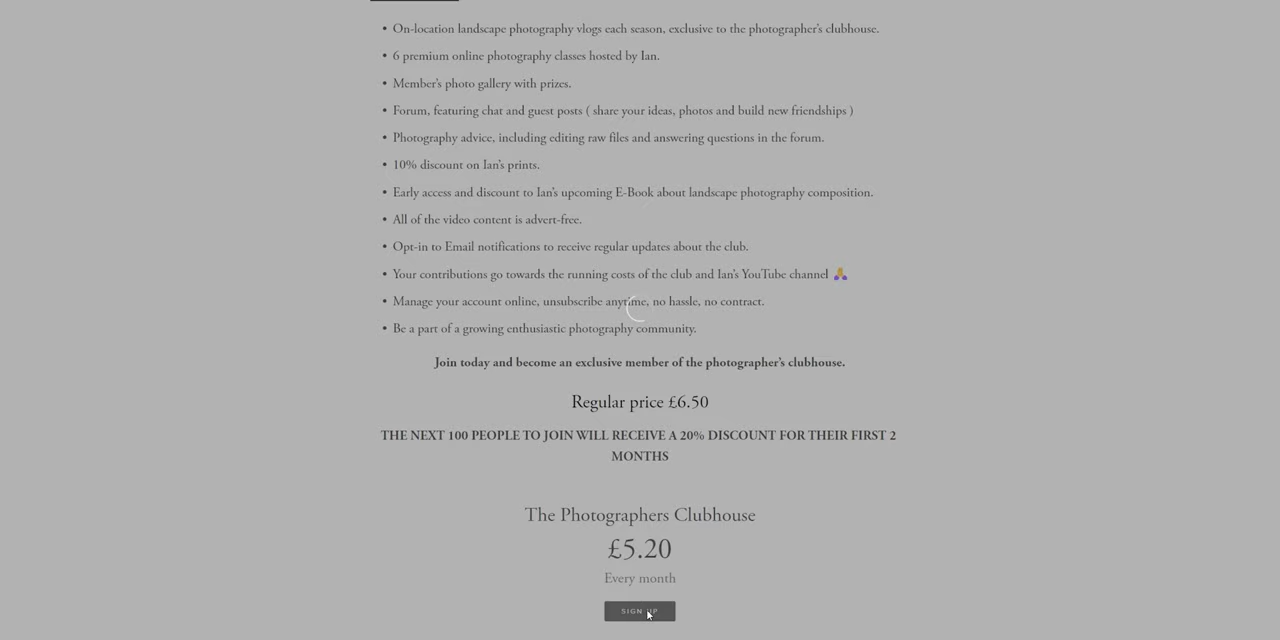 • On-location landscape photography vlogs each season, exclusive to the photographer's clubhouse.
• 6 premium online photography classes hosted by Ian.
• Member's photo gallery with prizes.
• Forum, featuring chat and guest posts ( share your ideas, photos and build new friendships )
• Photography advice, including editing raw files and answering questions in the forum.
• 10% discount on Ian's prints.
• Early access and discount to Ian's upcoming E-Book about landscape photography composition.
• All of the video content is advert-free.
• Opt-in to Email notifications to receive regular updates about the club.
• Your contributions go towards the running costs of the club and Ian's YouTube channel 🙏
• Manage your account online, unsubscribe anytime, no hassle, no contract.
• Be a part of a growing enthusiastic photography community.
Join today and become an exclusive member of the photographer's clubhouse.
Regular price £6.50
THE NEXT 100 PEOPLE TO JOIN WILL RECEIVE A 20% DISCOUNT FOR THEIR FIRST 2
MONTHS
The Photographers Clubhouse
£5.20
Every month
SIGN UP